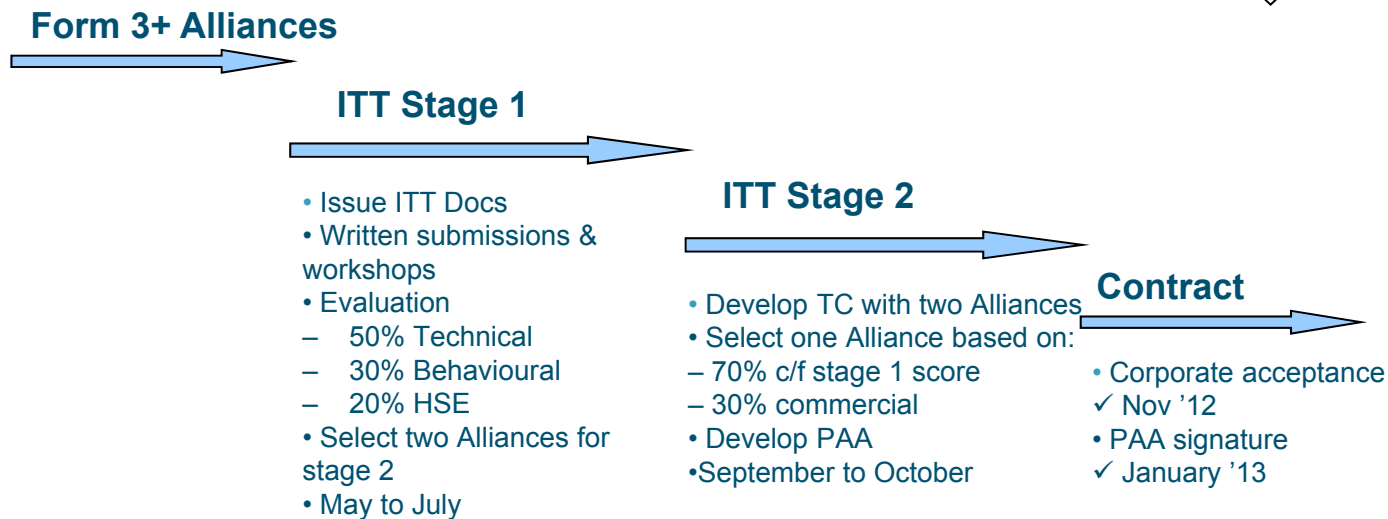 Form 3+ Alliances
ITT Stage 1
• Issue ITT Docs
• Written submissions &
workshops
• Evaluation
– 50% Technical
– 30% Behavioural
– 20% HSE
• Select two Alliances for
stage 2
• May to July
ITT Stage 2
• Develop TC with two Alliances
• Select one Alliance based on:
– 70% c/f stage 1 score
– 30% commercial
• Develop PAA
•September to October
Contract
• Corporate acceptance
✓ Nov ’12
• PAA signature
✓ January ’13